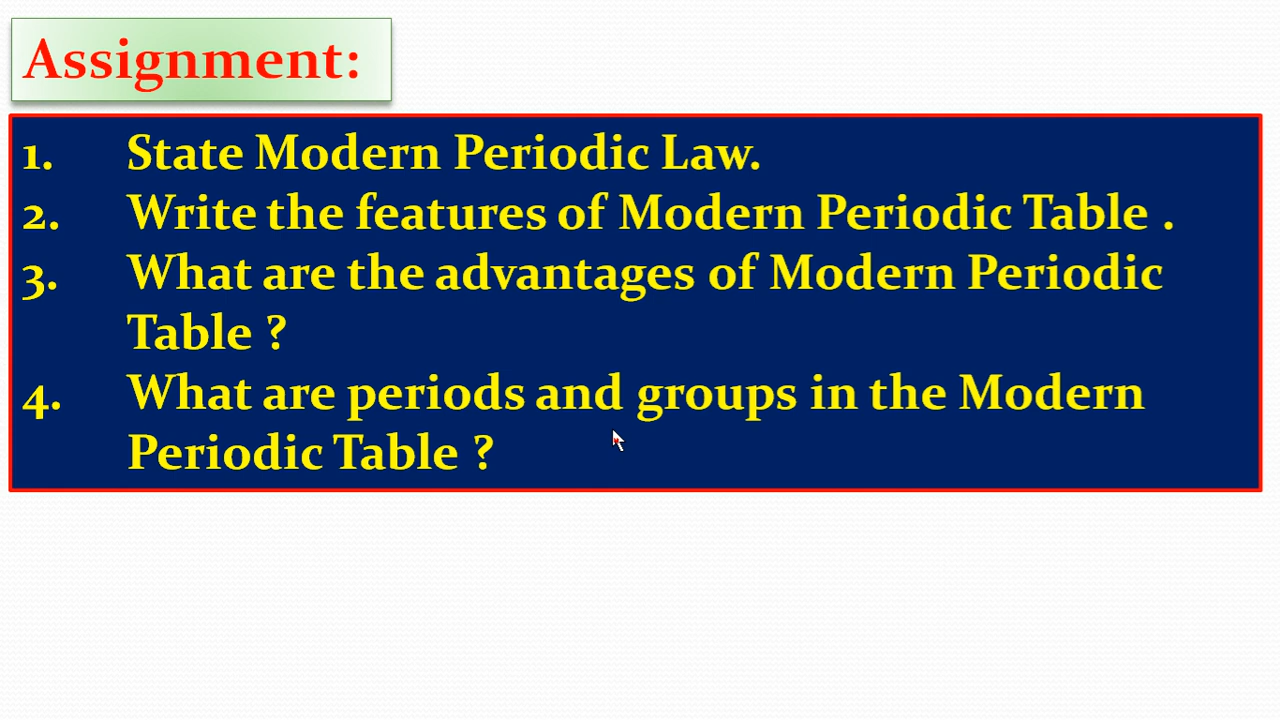 Assignment:
1. State Modern Periodic Law.
2. Write the features of Modern Periodic Table .
3. What are the advantages of Modern Periodic
Table ?
4. What are periods and groups in the Modern
Periodic Table ?